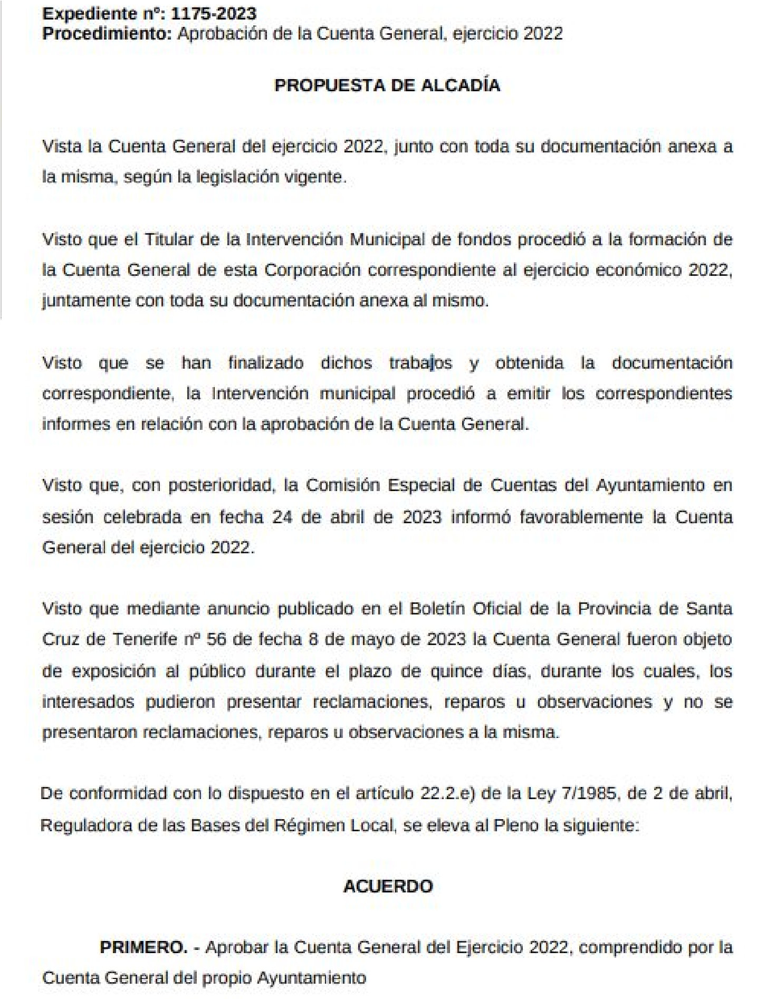 Expediente nº: 1175-2023
Procedimiento: Aprobación de la Cuenta General, ejercicio 2022
PROPUESTA DE ALCADÍA
Vista la Cuenta General del ejercicio 2022, junto con toda su documentación anexa a
la misma, según la legislación vigente.
Visto que el Titular de la Intervención Municipal de fondos procedió a la formación de
la Cuenta General de esta Corporación correspondiente al ejercicio económico 2022,
juntamente con toda su documentación anexa al mismo.
Visto que se han finalizado dichos trabajos y obtenida la documentación
correspondiente, la Intervención municipal procedió a emitir los correspondientes
informes en relación con la aprobación de la Cuenta General.
Visto que, con posterioridad, la Comisión Especial de Cuentas del Ayuntamiento en
sesión celebrada en fecha 24 de abril de 2023 informó favorablemente la Cuenta
General del ejercicio 2022.
Visto que mediante anuncio publicado en el Boletín Oficial de la Provincia de Santa
Cruz de Tenerife nº 56 de fecha 8 de mayo de 2023 la Cuenta General fueron objeto
de exposición al público durante el plazo de quince días, durante los cuales, los
interesados pudieron presentar reclamaciones, reparos u observaciones y no se
presentaron reclamaciones, reparos u observaciones a la misma.
De conformidad con lo dispuesto en el artículo 22.2.e) de la Ley 7/1985, de 2 de abril,
Reguladora de las Bases del Régimen Local, se eleva al Pleno la siguiente:
ACUERDO
PRIMERO. - Aprobar la Cuenta General del Ejercicio 2022, comprendido por la
Cuenta General del propio Ayuntamiento